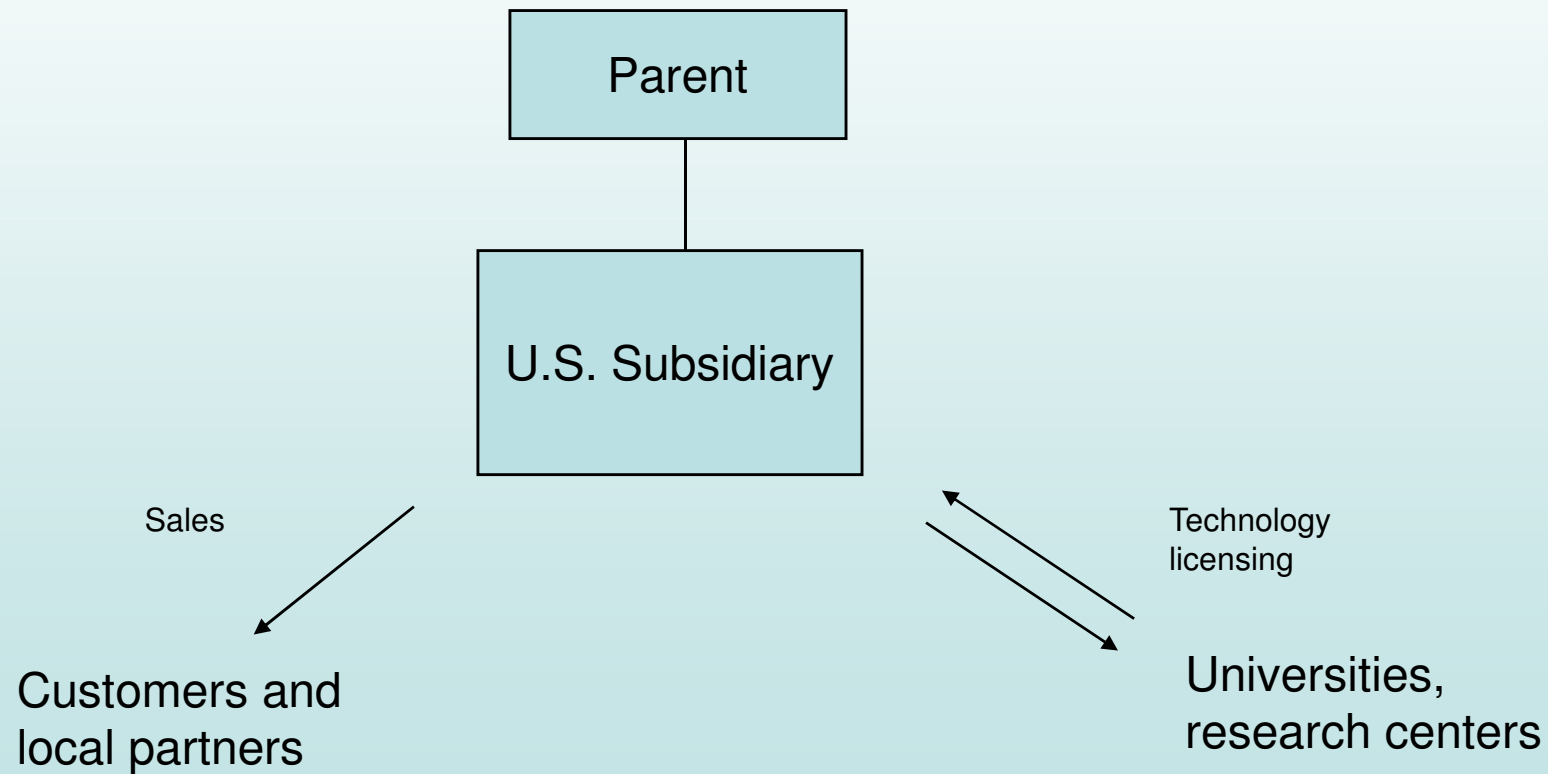 Parent
U.S. Subsidiary
Sales
Technology
licensing
Customers and
local partners
Universities,
research centers